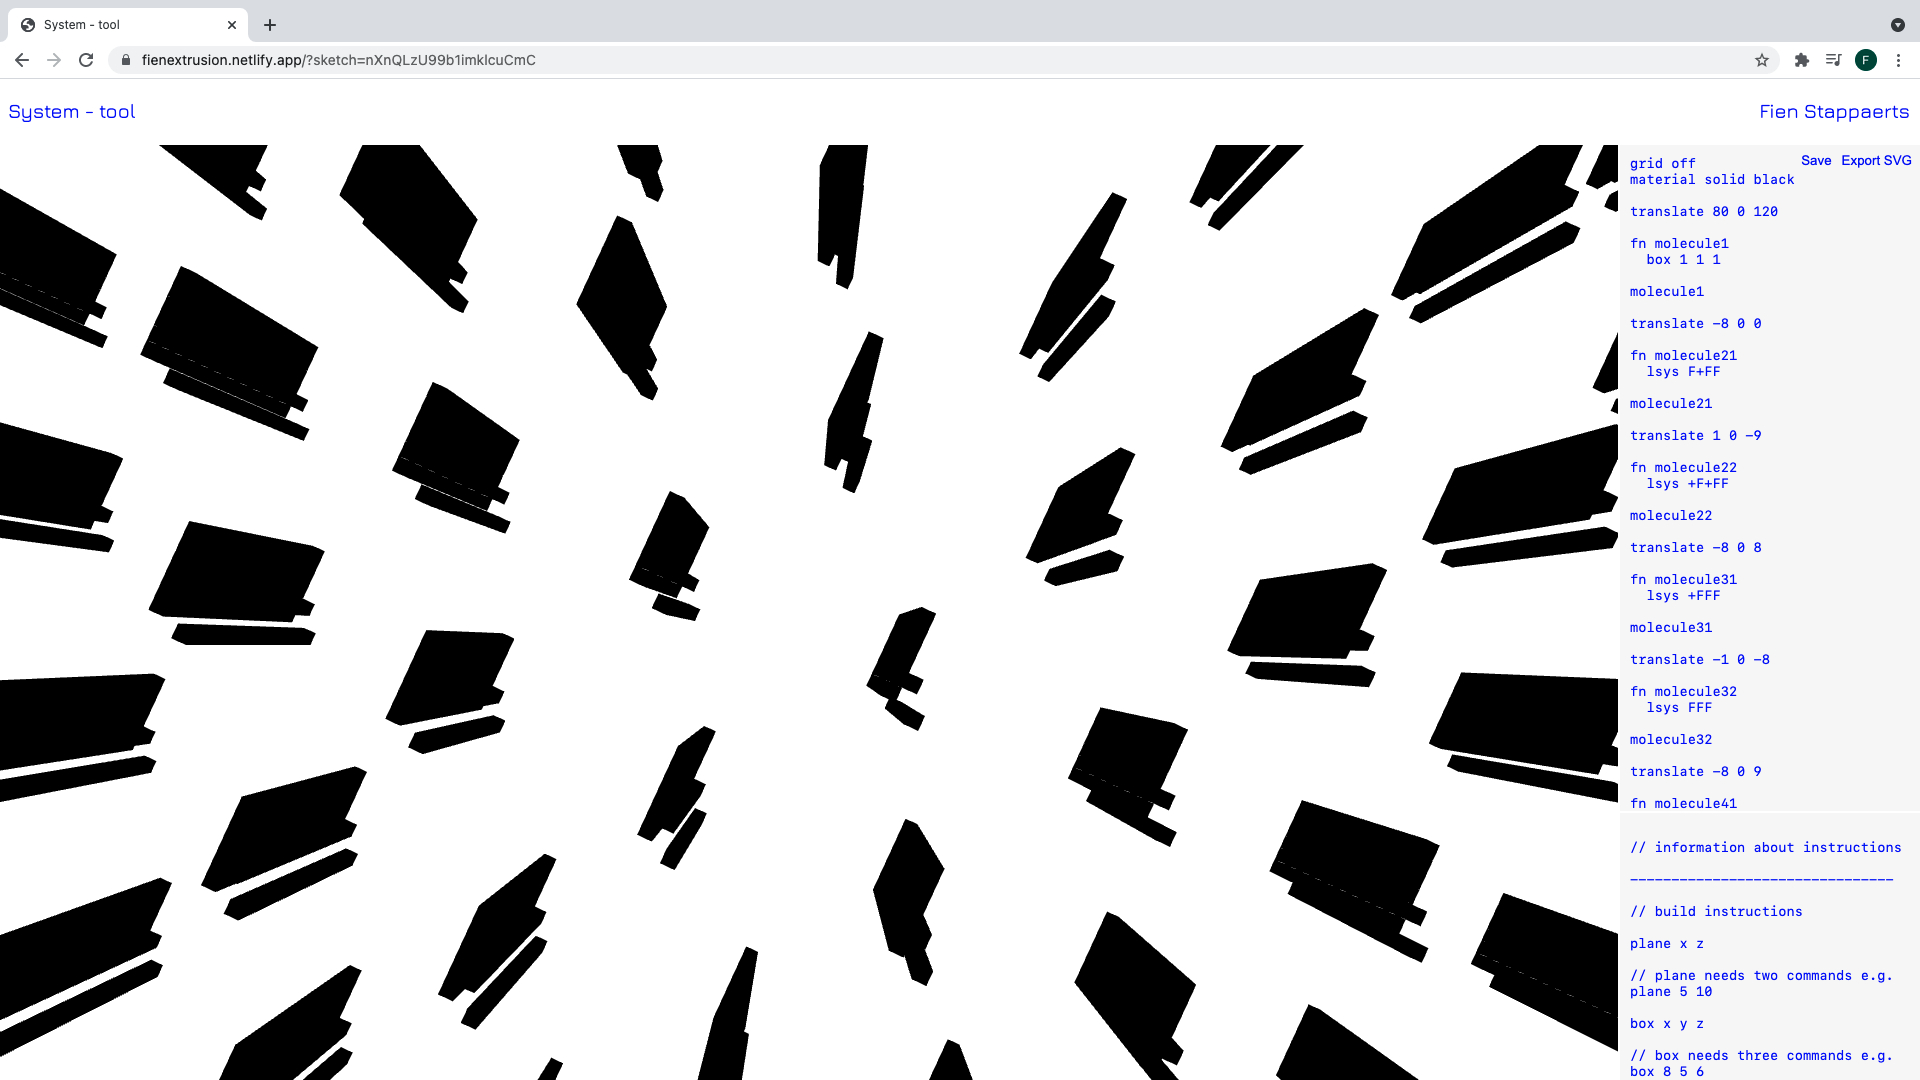 System - tool
fienextrusion.netlify.app/?sketch=nXnQLzU99b1imklcuCmC
F
System - tool
Fien Stappaerts
Save Export SVG
grid off
material solid black
translate 80 0 120
fn molecule1
box 1 1 1
molecule1
translate -8 0 0
fn molecule21
lsys F+FF
molecule21
translate 1 0 -9
fn molecule22
lsys +F+FF
molecule22
translate -8 0 8
fn molecule31
lsys +FFF
molecule31
translate -1 0 -8
fn molecule32
lsys FFF
molecule32
translate -8 0 9
fn molecule41
// information about instructions
--------------------------------
// build instructions
plane x z
// plane needs two commands e.g.
plane 5 10
box x y z
// box needs three commands e.g.
box 8 5 6